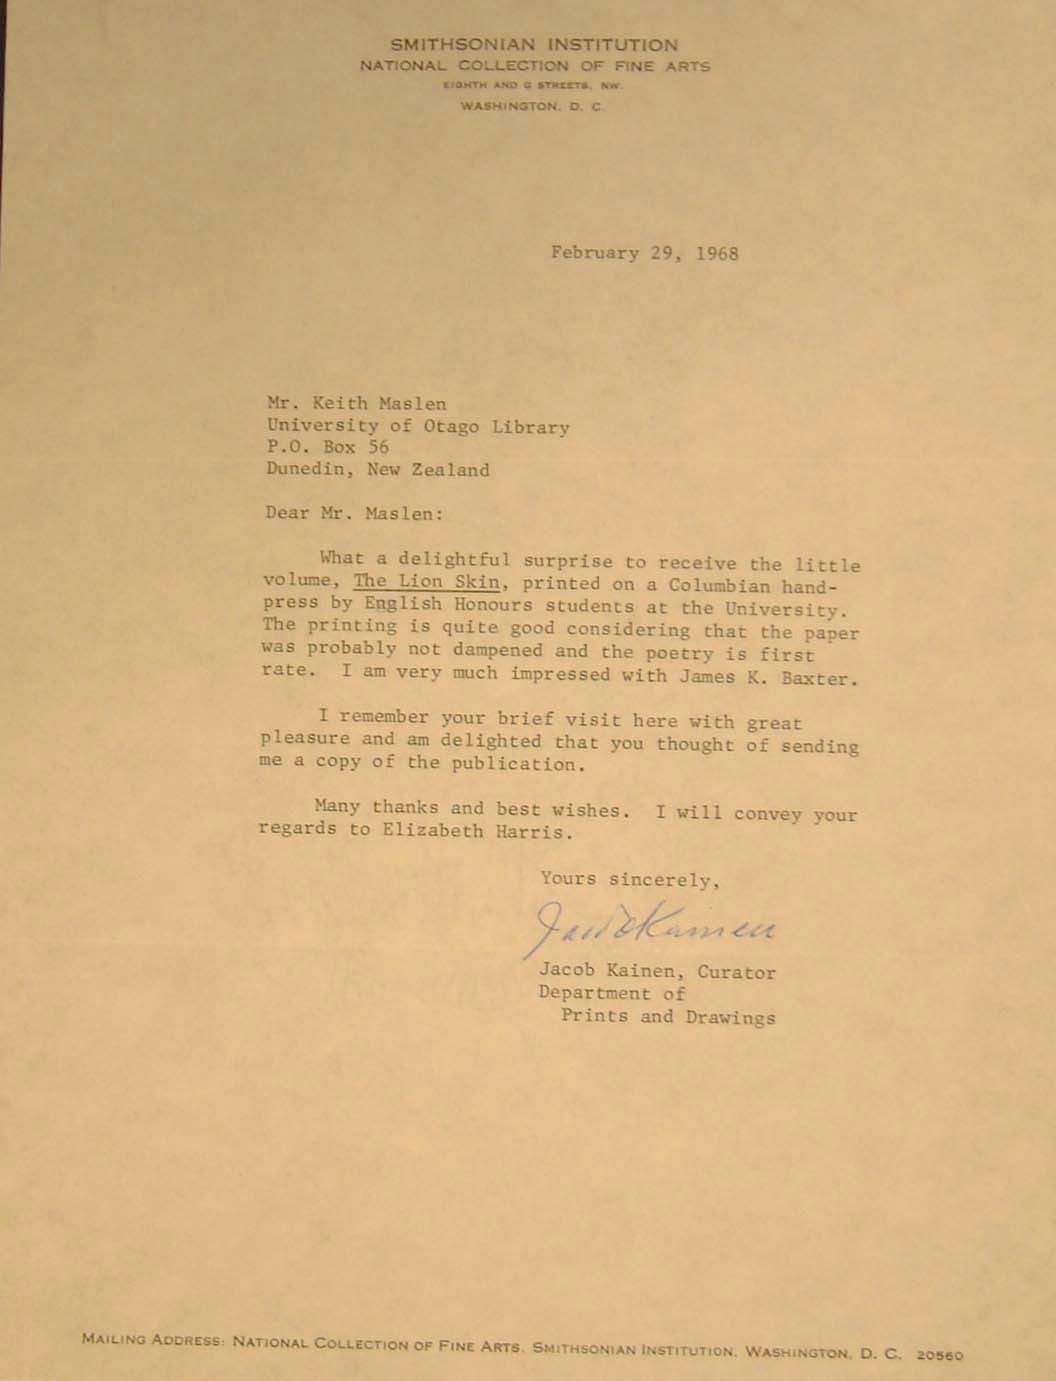 SMITHSONIAN INSTITUTION
NATIONAL COLLECTION OF FINE ARTS
EIGHTH AND G STREETS, NW.
WASHINGTON, D. C.
February 29, 1968
Mr. Keith Maslen
University of Otago Library
P.O. Box 56
Dunedin, New Zealand
Dear Mr. Maslen:
What a delightful surprise to receive the little
volume, The Lion Skin, printed on a Columbian hand-
press by English Honours students at the University.
The printing is quite good considering that the paper
was probably not dampened and the poetry is first
rate. I am very much impressed with James K. Baxter.
I remember your brief visit here with great
pleasure and am delighted that you thought of sending
me a copy of the publication.
Many thanks and best wishes. I will convey your
regards to Elizabeth Harris.
Yours sincerely,
Jacob Kainen
Jacob Kainen, Curator
Department of
Prints and Drawings
MAILING ADDRESS: NATIONAL COLLECTION OF FINE ARTS, SMITHSONIAN INSTITUTION, WASHINGTON, D. C. 20560